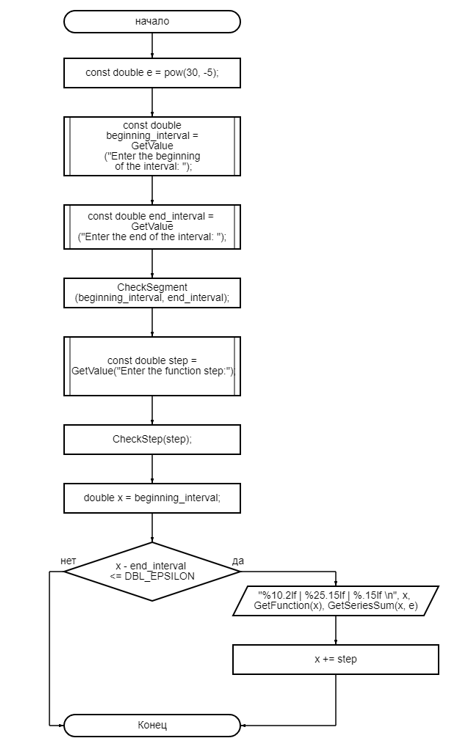 начало
const double e = pow(30, -5);
const double
beginning_interval =
GetValue
("Enter the beginning
of the interval: ");
const double end_interval =
GetValue
("Enter the end of the interval: ");
CheckSegment
(beginning_interval, end_interval);
const double step =
GetValue("Enter the function step:");
CheckStep(step);
double x = beginning_interval;
x - end_interval
<= DBL_EPSILON
нет
да
"%10.2lf | %25.15lf | %.15lf \n", x,
GetFunction(x), GetSeriesSum(x, e)
x += step
Конец